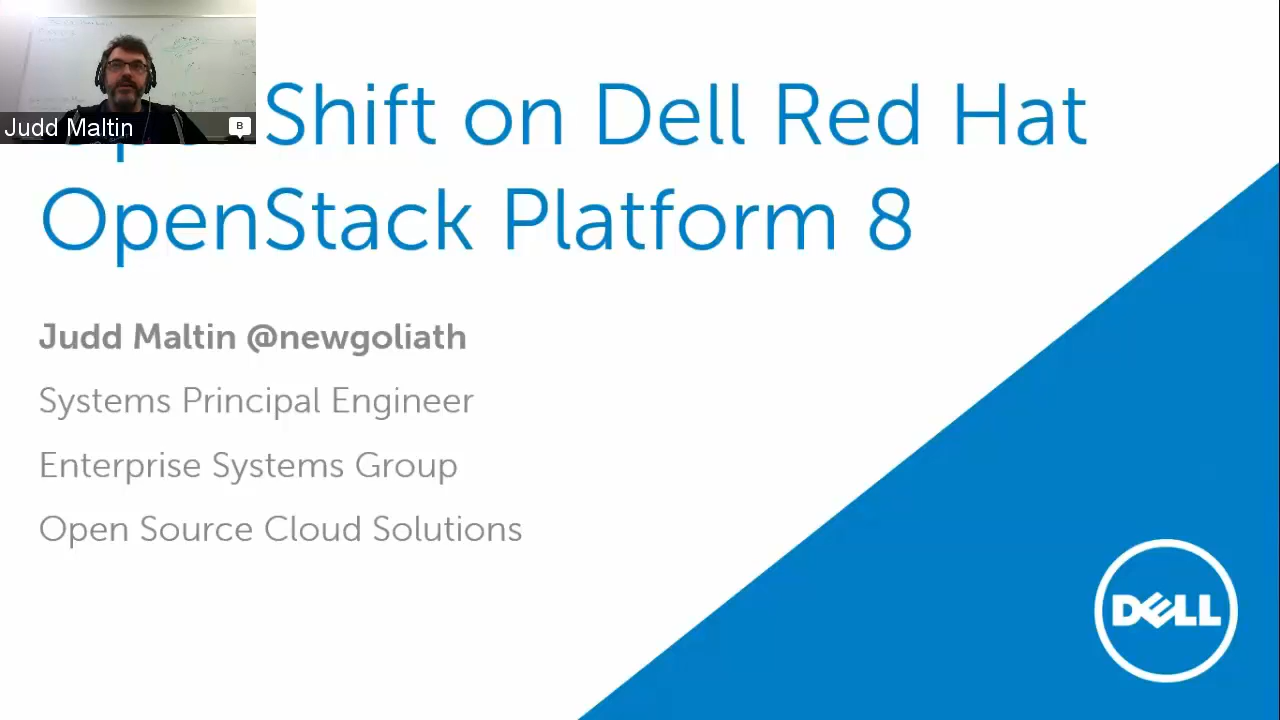 Judd Maltin
B
Shift on Dell Red Hat
OpenStack Platform 8
Judd Maltin @newgoliath
Systems Principal Engineer
Enterprise Systems Group
Open Source Cloud Solutions
DELL